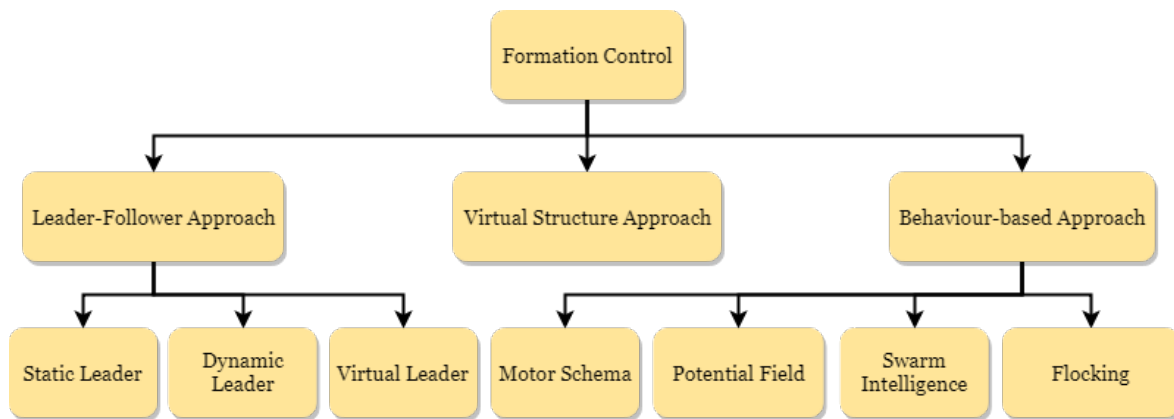 Formation Control
Leader-Follower Approach
Virtual Structure Approach
Behaviour-based Approach
Static Leader
Dynamic
Leader
Virtual Leader
Motor Schema
Potential Field
Swarm
Intelligence
Flocking